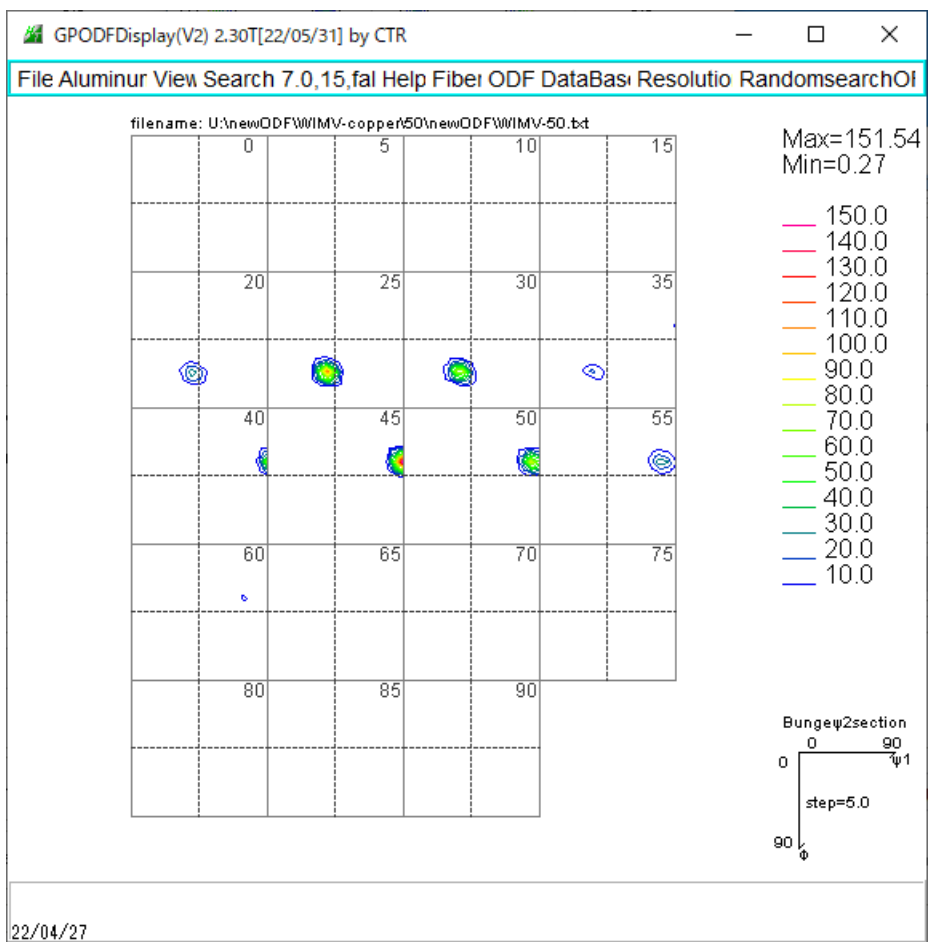 GPODFDisplay(V2) 2.30T[22/05/31] by CTR
File Aluminur View Search 7.0,15,fal Help Fiber ODF DataBase Resolutio RandomsearchOI
filename: U:\newODF\WIMV-copper\50\newODF\WIMV-50.txt
0 5 10 15
20 25 30 35
40 45 50 55
60 65 70 75
80 85 90
Max=151.54
Min=0.27
150.0
140.0
130.0
120.0
110.0
100.0
90.0
80.0
70.0
60.0
50.0
40.0
30.0
20.0
10.0
Bungeψ2section
0 90
0 ψ1
step=5.0
90
Φ
22/04/27